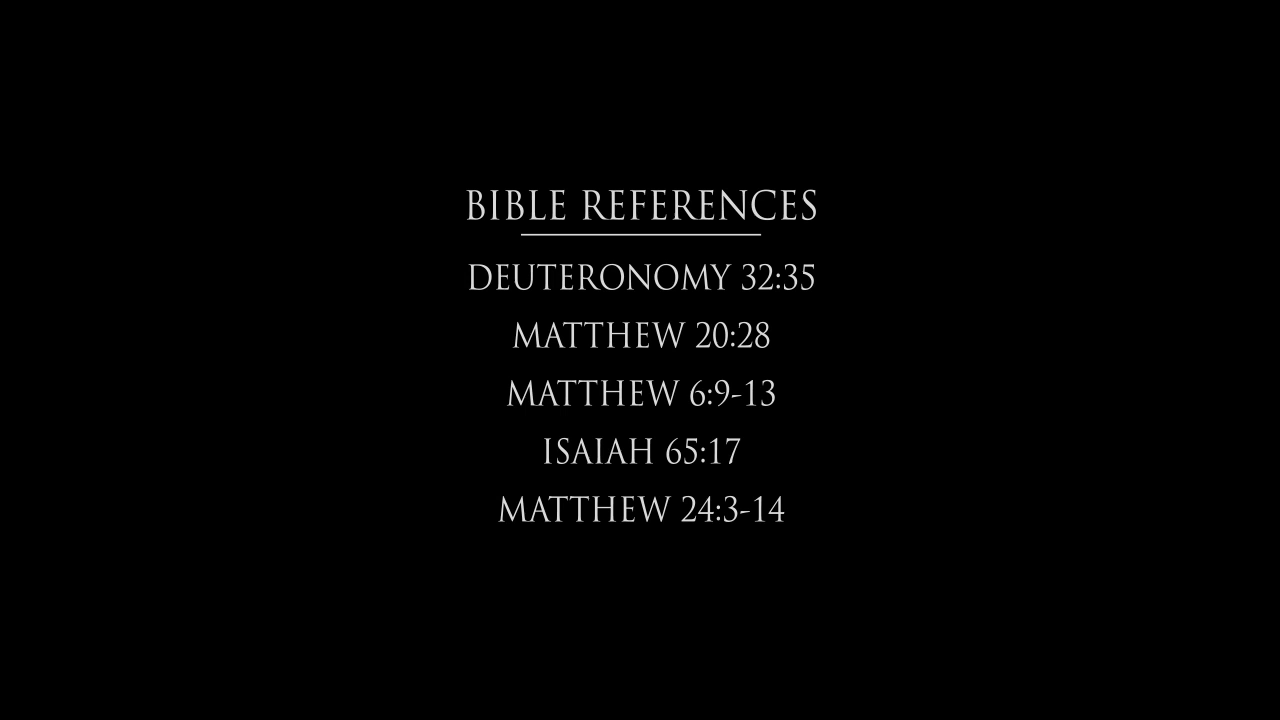 BIBLE REFERENCES
DEUTERONOMY 32:35
MATTHEW 20:28
MATTHEW 6:9-13
ISAIAH 65:17
MATTHEW 24:3-14